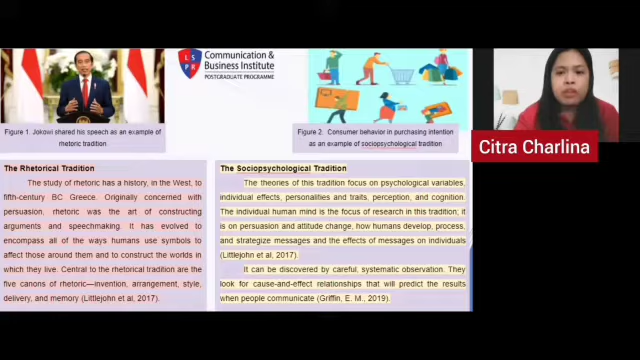 L S
P R
Communication &
Business Institute
POSTGRADUATE PROGRAMME
Figure 1. Jokowi shared his speech as an example of
rhetoric tradition
Figure 2. Consumer behavior in purchasing intention
as an example of sociopsychological tradition
Citra Charlina
The Rhetorical Tradition
The study of rhetoric has a history, in the West, to
fifth-century BC Greece. Originally concerned with
persuasion, rhetoric was the art of constructing
arguments and speechmaking. It has evolved to
encompass all of the ways humans use symbols to
affect those around them and to construct the worlds in
which they live. Central to the rhetorical tradition are the
five canons of rhetoric—invention, arrangement, style,
delivery, and memory (Littlejohn et al, 2017).
The Sociopsychological Tradition
The theories of this tradition focus on psychological variables,
individual effects, personalities and traits, perception, and cognition.
The individual human mind is the focus of research in this tradition; it
is on persuasion and attitude change, how humans develop, process,
and strategize messages and the effects of messages on individuals
(Littlejohn et al, 2017).
It can be discovered by careful, systematic observation. They
look for cause-and-effect relationships that will predict the results
when people communicate (Griffin, E. M., 2019).